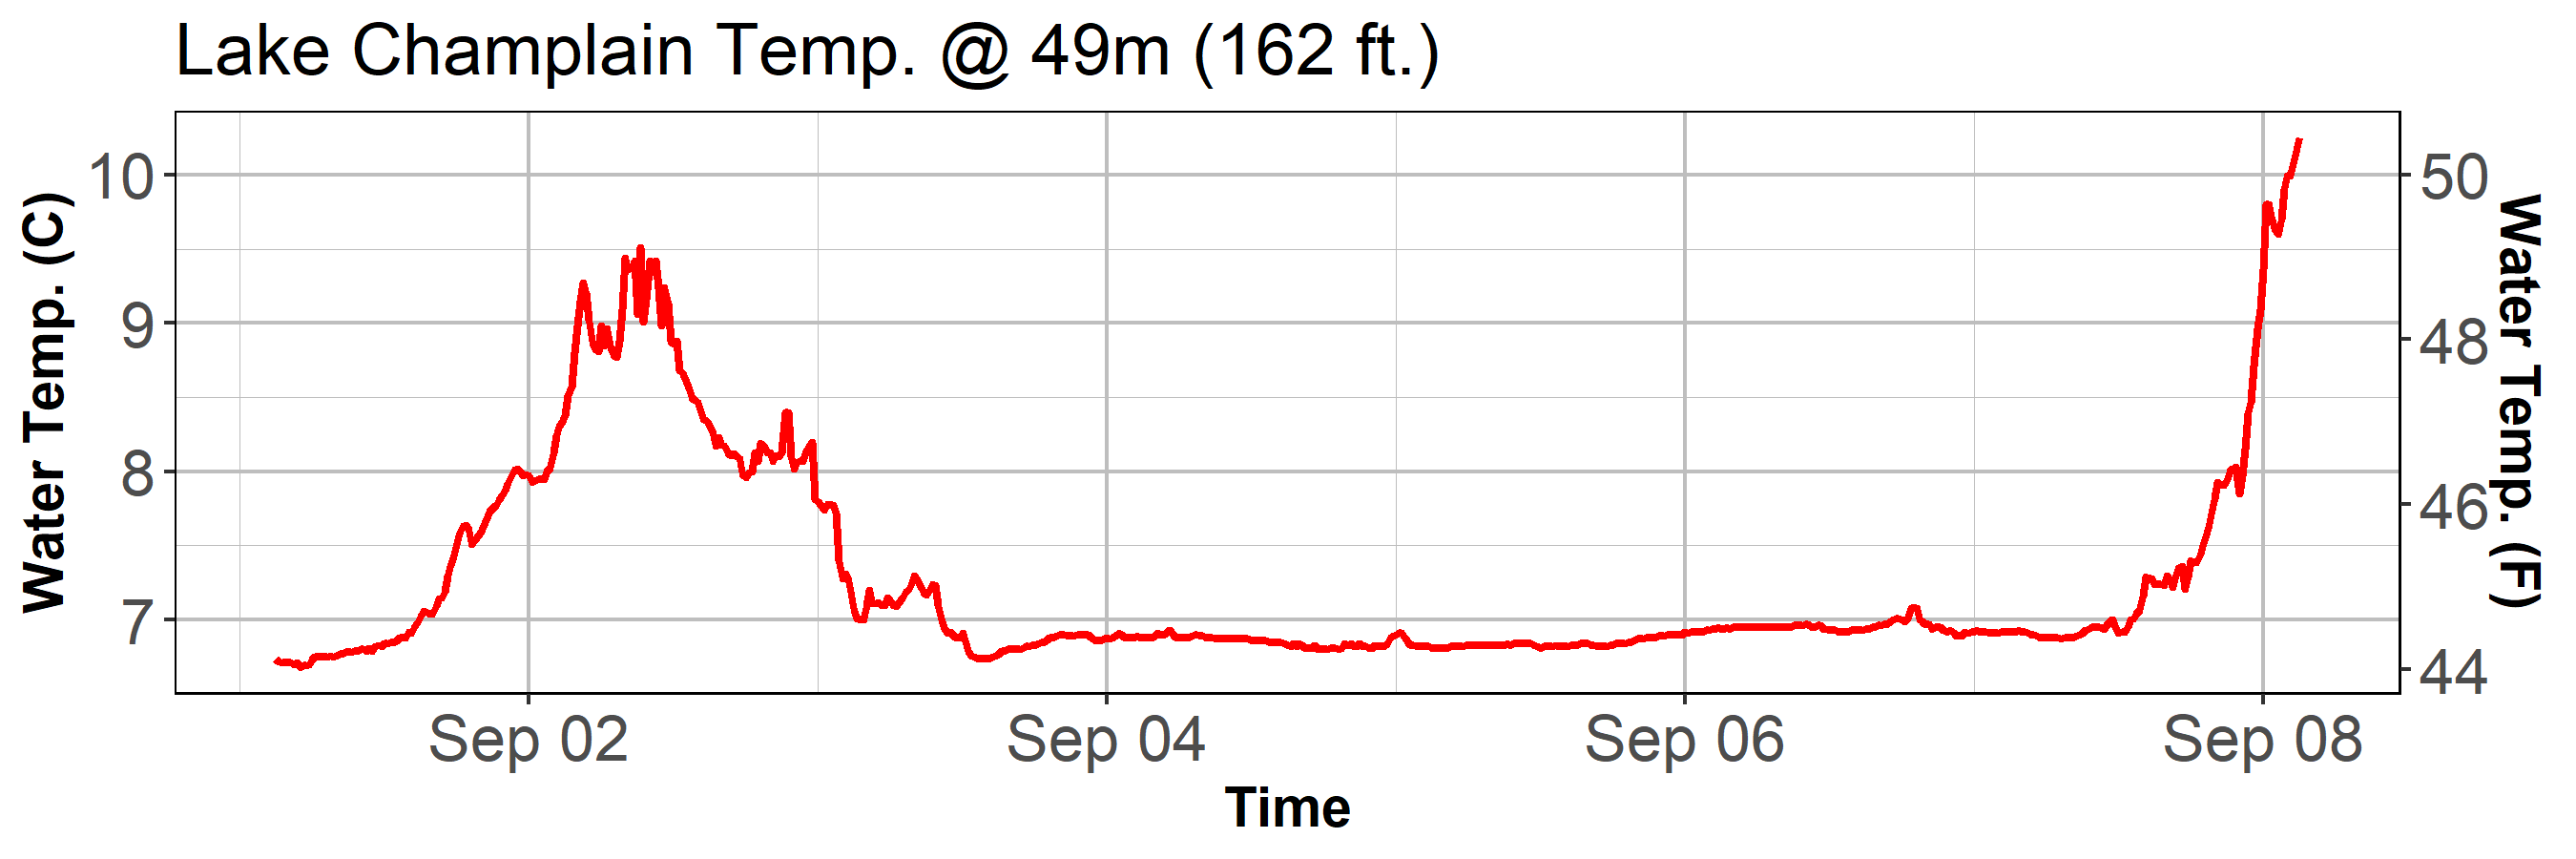 Lake Champlain Temp. @ 49m (162 ft.)
Water Temp. (C)
10
9
8
7
50
48
46
44
Water Temp. (F)
Sep 02
Sep 04
Sep 06
Sep 08
Time